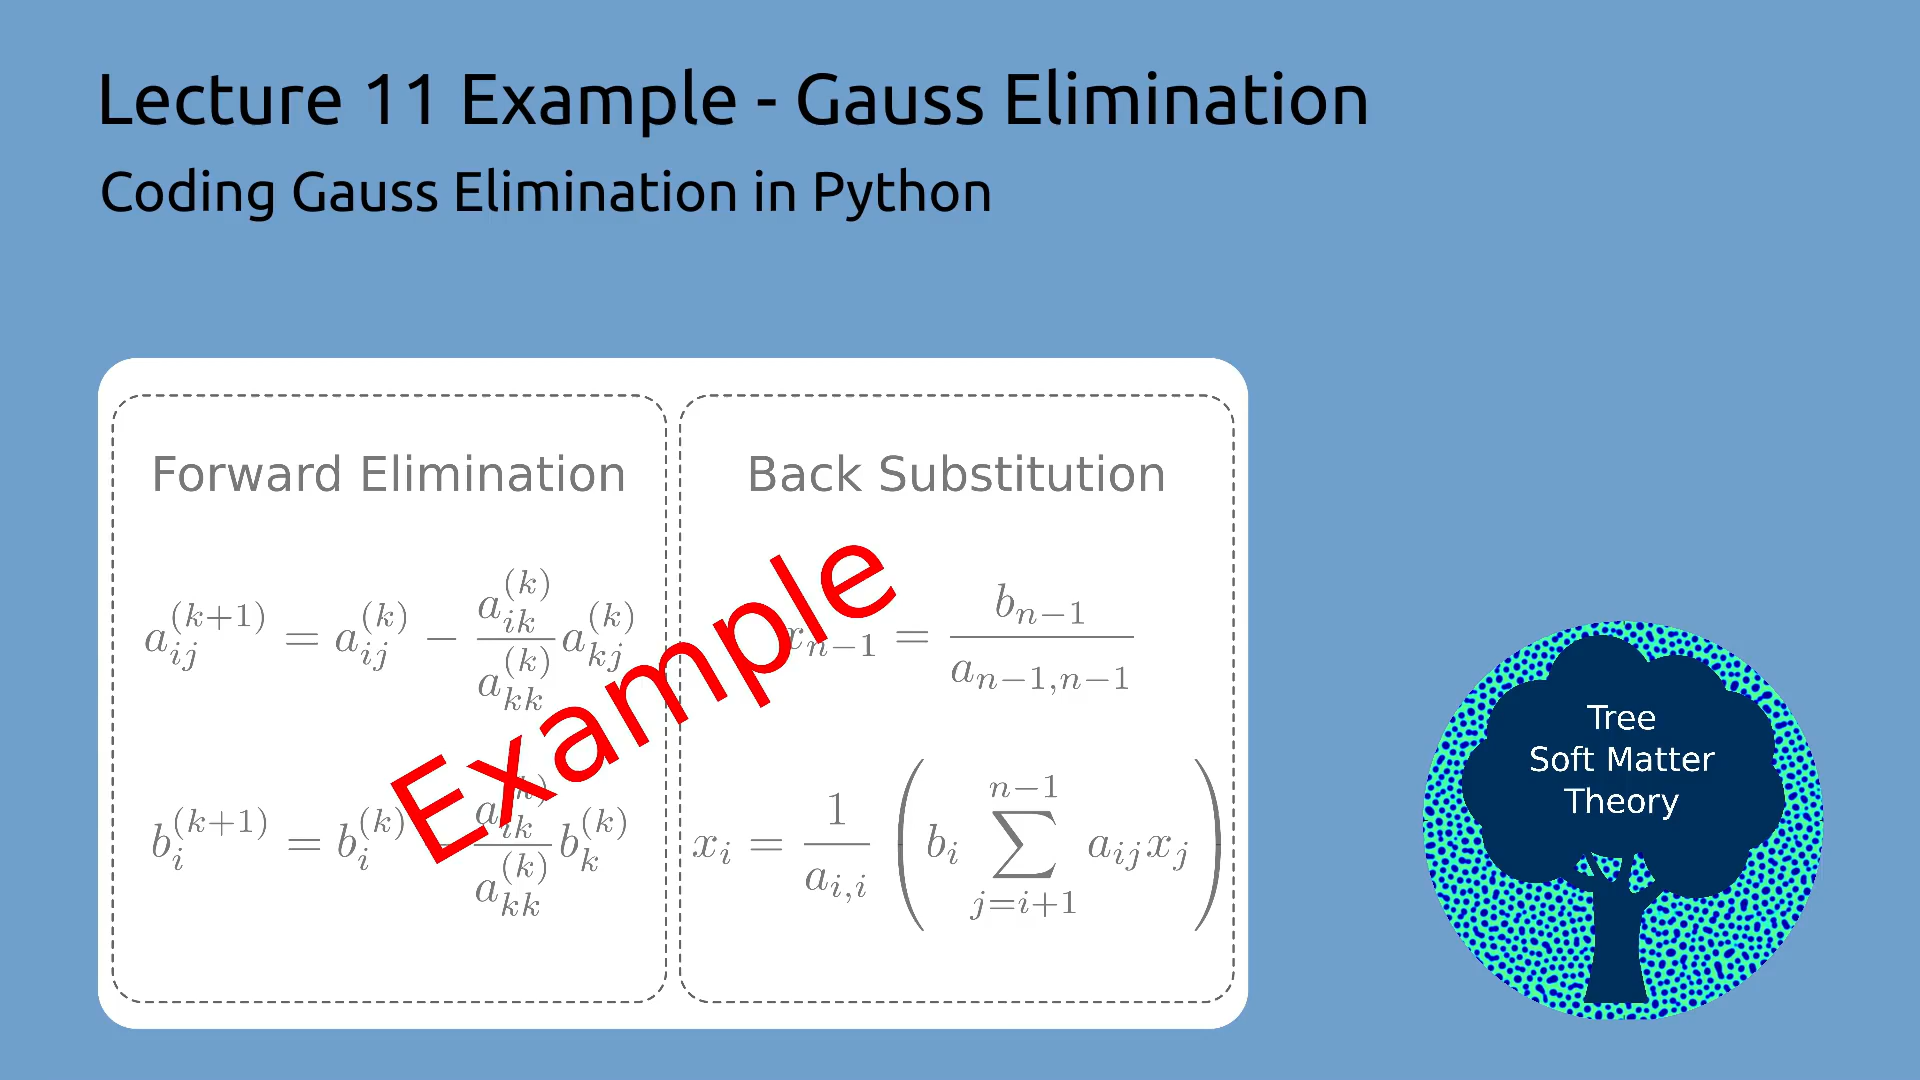 Lecture 11 Example - Gauss Elimination
Coding Gauss Elimination in Python
Forward Elimination
a_{ij}^{(k+1)} = a_{ij}^{(k)} - \frac{a_{ik}^{(k)}}{a_{kk}^{(k)}} a_{kj}^{(k)}
b_i^{(k+1)} = b_i^{(k)} - \frac{a_{ik}^{(k)}}{a_{kk}^{(k)}} b_k^{(k)}
Back Substitution
x_{n-1} = \frac{b_{n-1}}{a_{n-1,n-1}}
x_i = \frac{1}{a_{i,i}} \left( b_i \sum_{j=i+1}^{n-1} a_{ij} x_j \right)
Example
Tree
Soft Matter
Theory